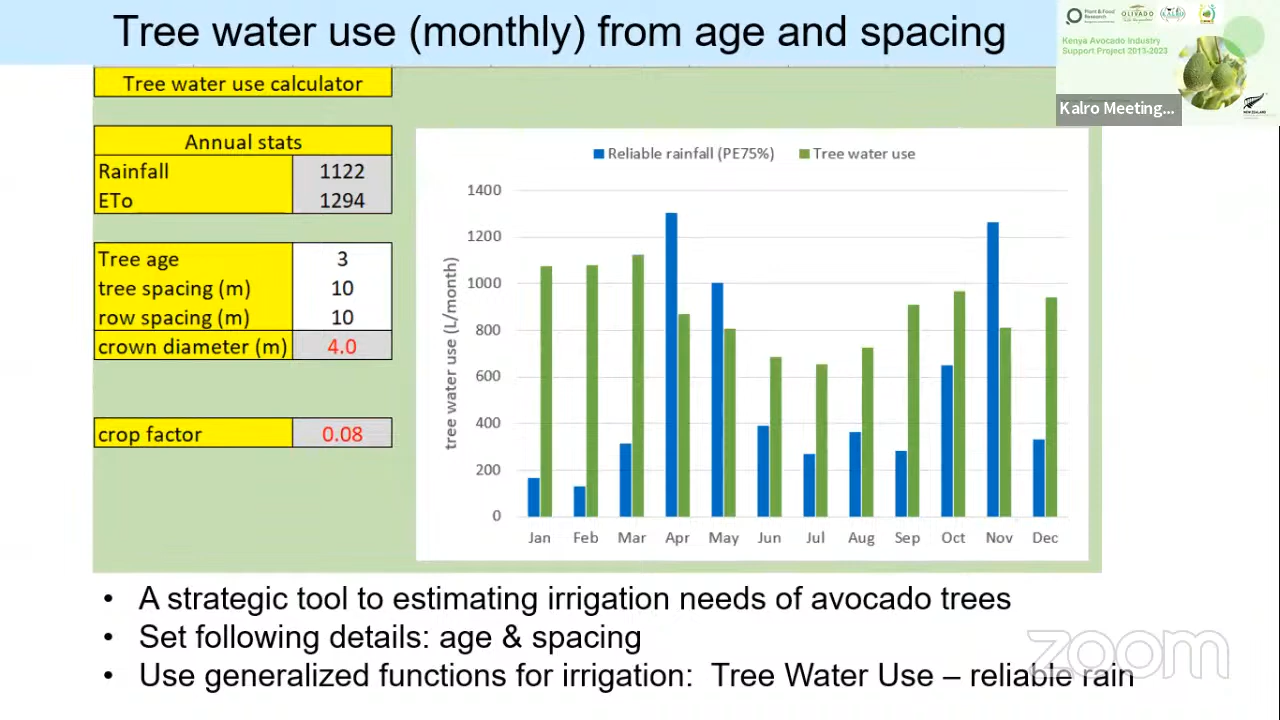 Tree water use (monthly) from age and spacing
Plant & Food
Research
OLIVADO
Kenya Avocado Industry
Support Project 2013-2023
Kalro Meeting...
Tree water use calculator
Annual stats
Rainfall 1122
ETo 1294
Tree age 3
tree spacing (m) 10
row spacing (m) 10
crown diameter (m) 4.0
crop factor 0.08
Reliable rainfall (PE75%) Tree water use
tree water use (L/month)
1400
1200
1000
800
600
400
200
0
Jan Feb Mar Apr May Jun Jul Aug Sep Oct Nov Dec
• A strategic tool to estimating irrigation needs of avocado trees
• Set following details: age & spacing
• Use generalized functions for irrigation: Tree Water Use – reliable rain
zoom